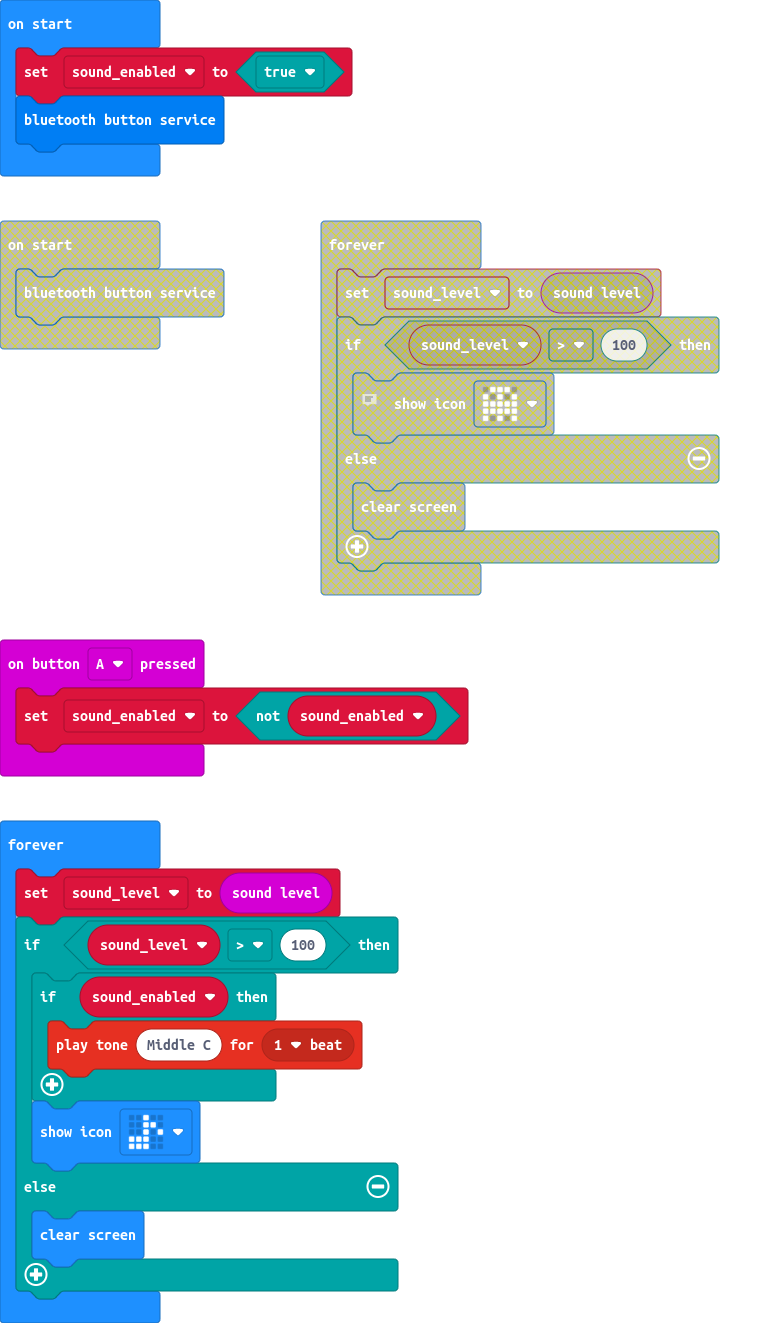 on start
set sound_enabled to true
bluetooth button service
on start
bluetooth button service
forever
set sound_level to sound level
if sound_level > 100 then
show icon
else
clear screen
on button A pressed
set sound_enabled to not sound_enabled
forever
set sound_level to sound level
if sound_level > 100 then
if sound_enabled then
play tone Middle C for 1 beat
show icon
else
clear screen